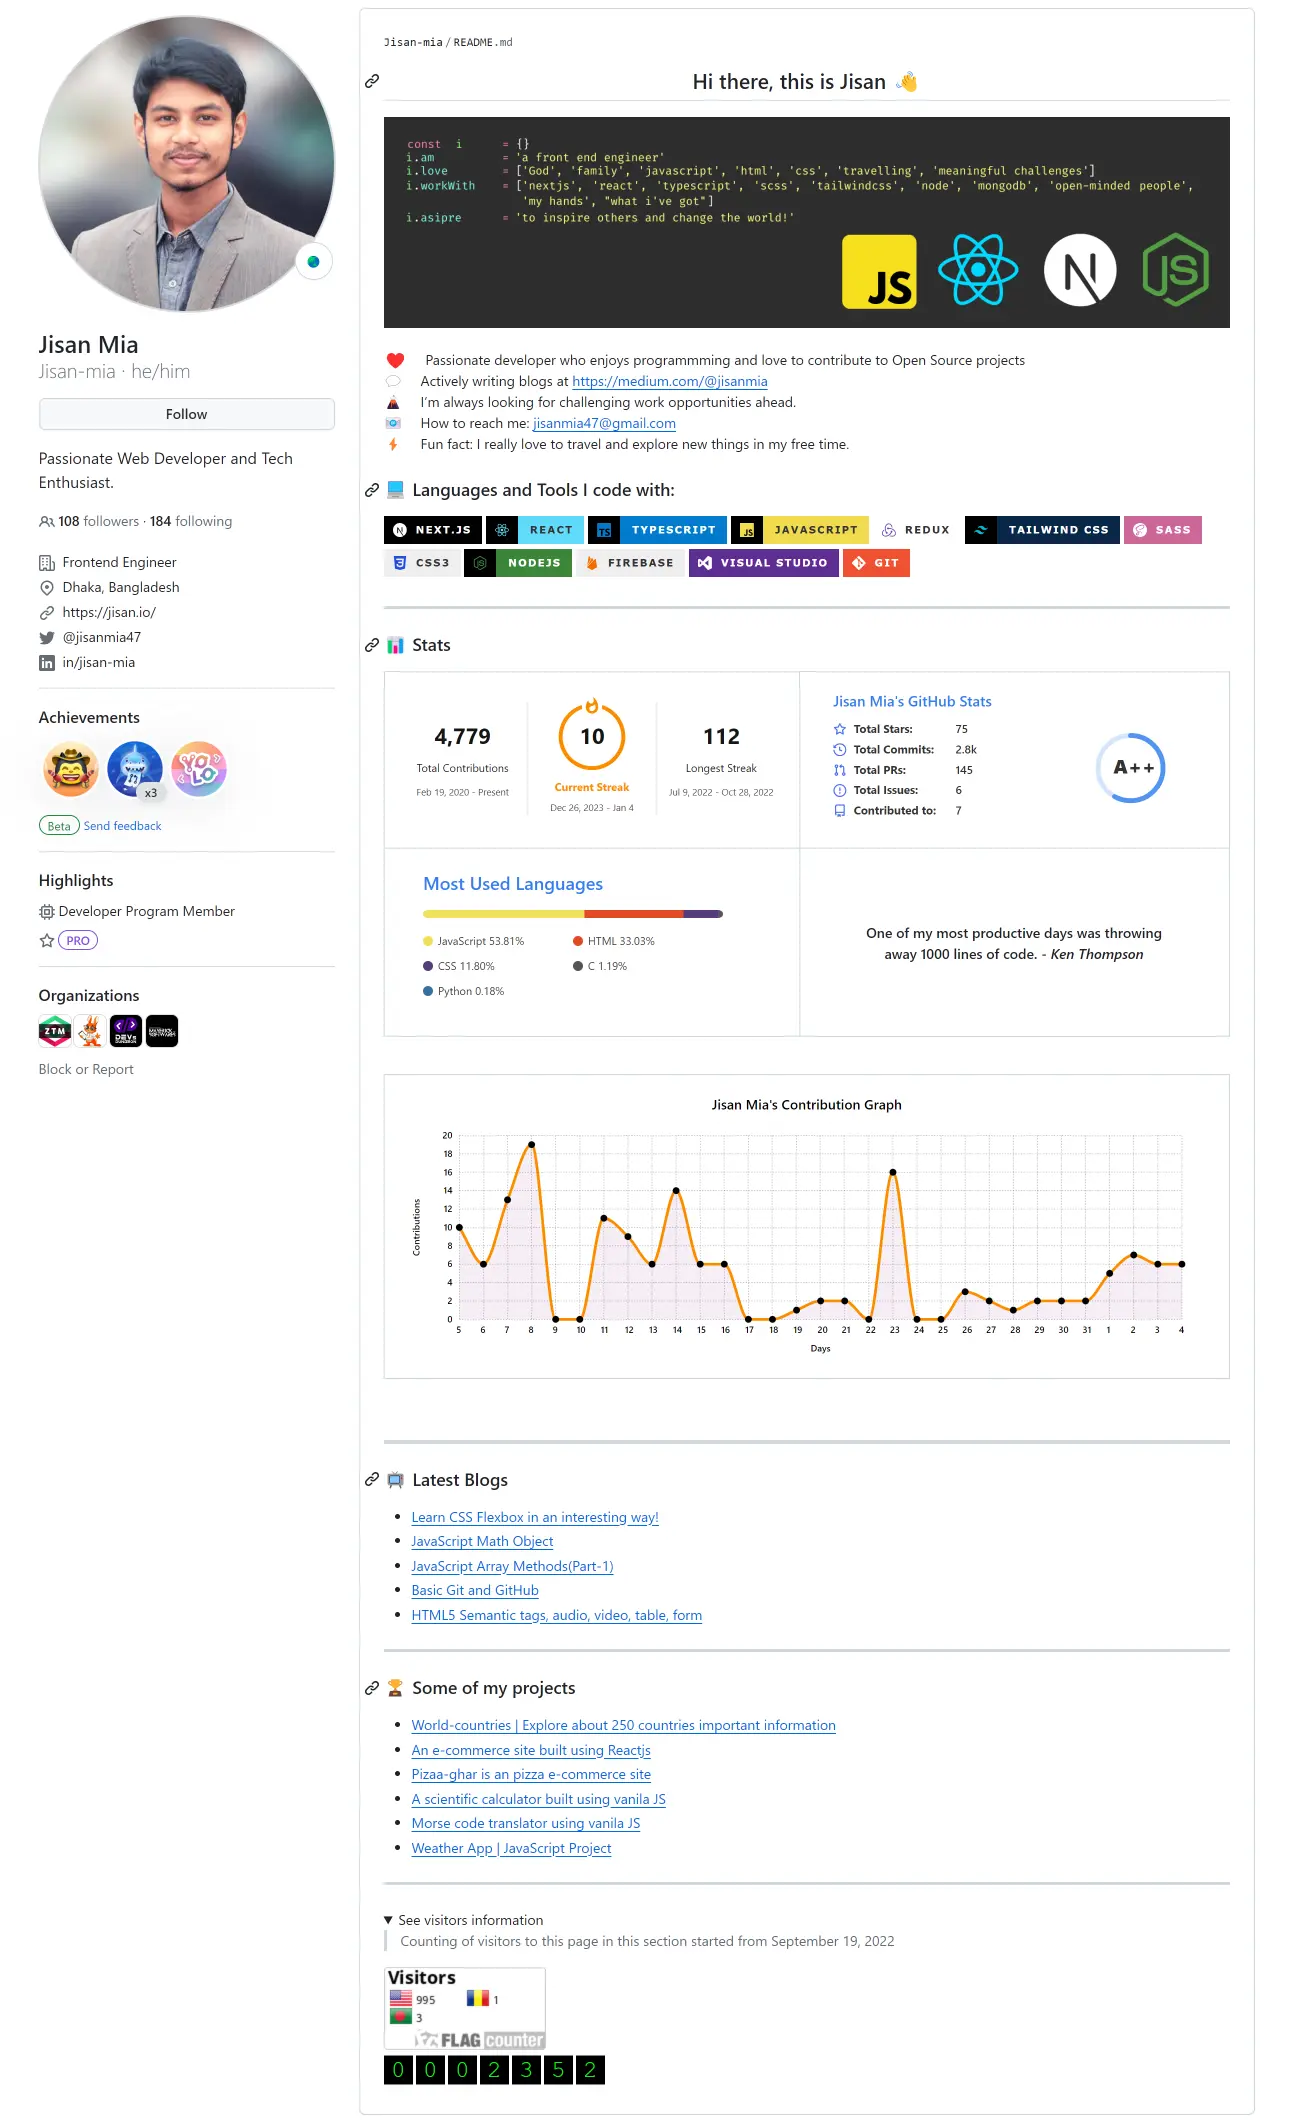 Jisan Mia
Jisan-mia · he/him
Follow
Passionate Web Developer and Tech
Enthusiast.
108 followers · 184 following
Frontend Engineer
Dhaka, Bangladesh
https://jisan.io/
@jisanmia47
in/jisan-mia
Achievements
YOLO
x3
Beta Send feedback
Highlights
Developer Program Member
PRO
Organizations
ZTM
Block or Report
Jisan-mia / README.md
Hi there, this is Jisan 👋
const i = {}
i.am = 'a front end engineer'
i.love = ['God', 'family', 'javascript', 'html', 'css', 'travelling', 'meaningful challenges']
i.workWith = ['nextjs', 'react', 'typescript', 'scss', 'tailwindcss', 'node', 'mongodb', 'open-minded people',
'my hands', "what i've got"]
i.asipre = 'to inspire others and change the world!'
JS N JS
Passionate developer who enjoys programmming and love to contribute to Open Source projects
Actively writing blogs at https://medium.com/@jisanmia
I'm always looking for challenging work opportunities ahead.
How to reach me: jisanmia47@gmail.com
Fun fact: I really love to travel and explore new things in my free time.
Languages and Tools I code with:
N NEXT.JS REACT TS TYPESCRIPT JS JAVASCRIPT REDUX TAILWIND CSS SASS
CSS3 NODEJS FIREBASE VISUAL STUDIO GIT
Stats
4,779
Total Contributions
Feb 19, 2020 - Present
10
Current Streak
Dec 26, 2023 - Jan 4
112
Longest Streak
Jul 9, 2022 - Oct 28, 2022
Jisan Mia's GitHub Stats
Total Stars: 75
Total Commits: 2.8k
Total PRs: 145
Total Issues: 6
Contributed to: 7
A++
Most Used Languages
JavaScript 53.81% HTML 33.03%
CSS 11.80% C 1.19%
Python 0.18%
One of my most productive days was throwing
away 1000 lines of code. - Ken Thompson
Jisan Mia's Contribution Graph
Contributions
20
18
16
14
12
10
8
6
4
2
0
5 6 7 8 9 10 11 12 13 14 15 16 17 18 19 20 21 22 23 24 25 26 27 28 29 30 31 1 2 3 4
Days
Latest Blogs
Learn CSS Flexbox in an interesting way!
JavaScript Math Object
JavaScript Array Methods(Part-1)
Basic Git and GitHub
HTML5 Semantic tags, audio, video, table, form
Some of my projects
World-countries | Explore about 250 countries important information
An e-commerce site built using Reactjs
Pizaa-ghar is an pizza e-commerce site
A scientific calculator built using vanila JS
Morse code translator using vanila JS
Weather App | JavaScript Project
See visitors information
Counting of visitors to this page in this section started from September 19, 2022
Visitors
995 1
3
FLAG counter
0 0 0 2 3 5 2